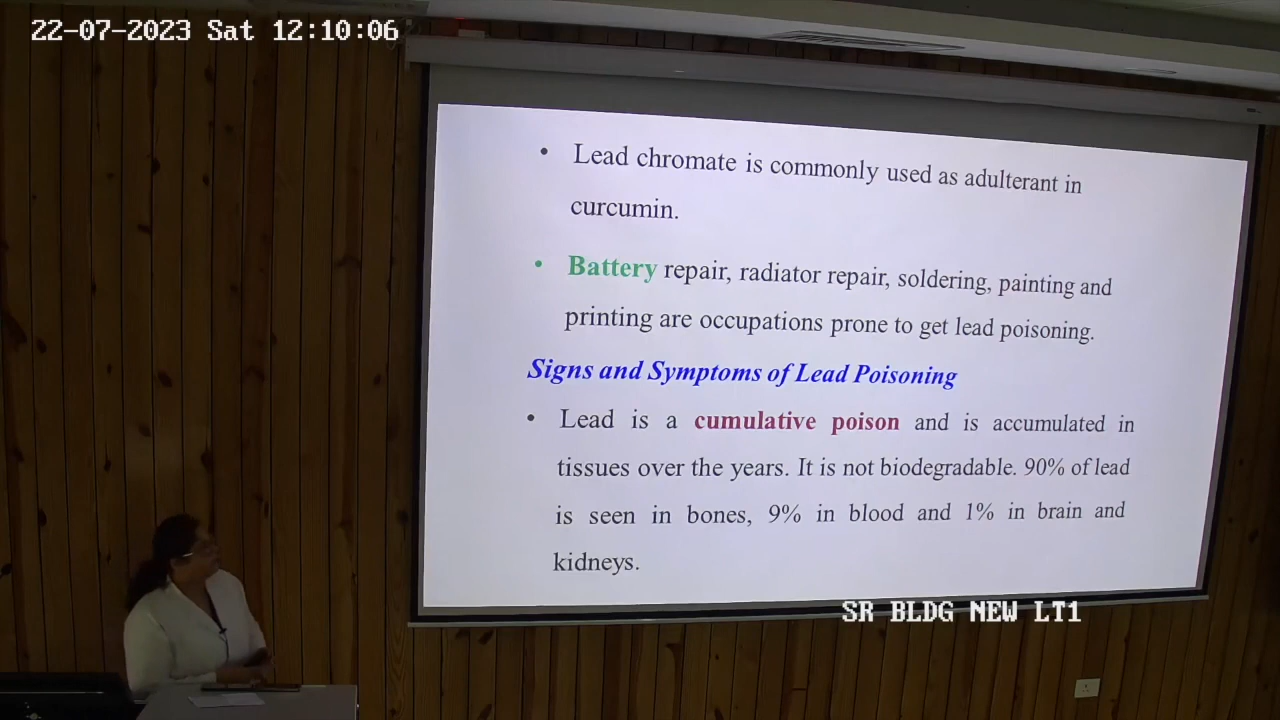 22-07-2023 Sat 12:10:06
• Lead chromate is commonly used as adulterant in
curcumin.
• Battery repair, radiator repair, soldering, painting and
printing are occupations prone to get lead poisoning.
Signs and Symptoms of Lead Poisoning
• Lead is a cumulative poison and is accumulated in
tissues over the years. It is not biodegradable. 90% of lead
is seen in bones, 9% in blood and 1% in brain and
kidneys.
SR BLDG NEW LT1